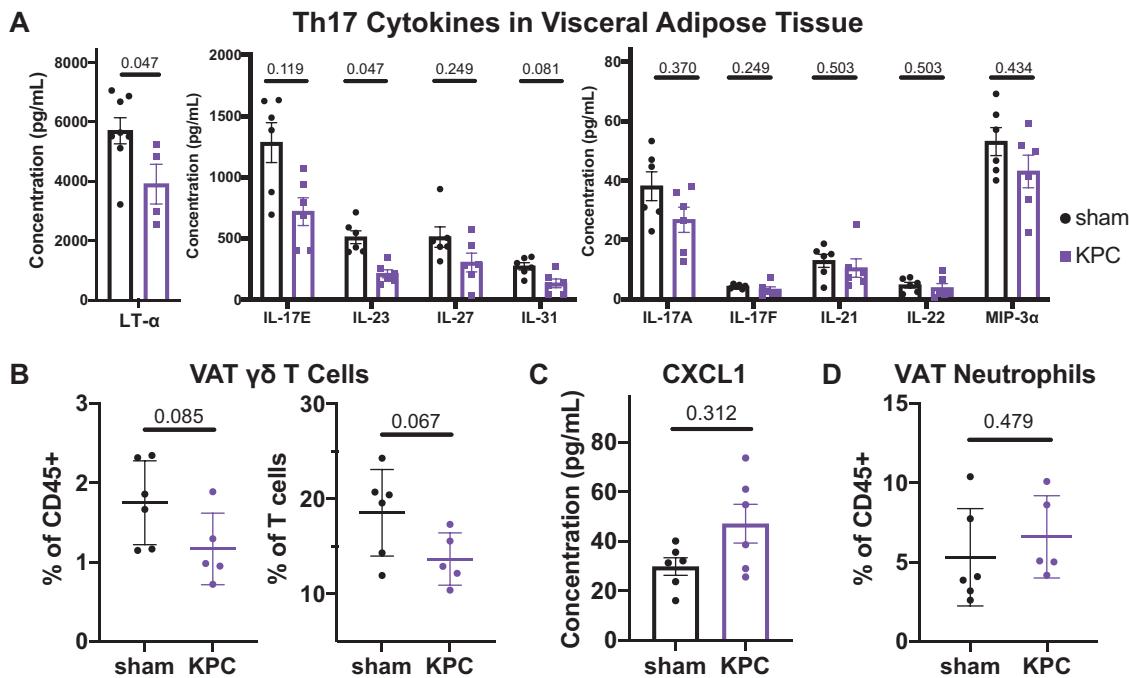 A
Th17 Cytokines in Visceral Adipose Tissue
Concentration (pg/mL)
8000
6000
4000
2000
0
0.047
LT-α
Concentration (pg/mL)
2000
1500
1000
500
0
0.119
0.047
0.249
0.081
IL-17E
IL-23
IL-27
IL-31
Concentration (pg/mL)
80
60
40
20
0
0.370
0.249
0.503
0.503
0.434
IL-17A
IL-17F
IL-21
IL-22
MIP-3α
sham
KPC
B
VAT γδ T Cells
% of CD45+
3
2
1
0
0.085
sham
KPC
% of T cells
30
20
10
0.067
sham
KPC
C
CXCL1
Concentration (pg/mL)
80
60
40
20
0
0.312
sham
KPC
D
VAT Neutrophils
% of CD45+
15
10
5
0
0.479
sham
KPC